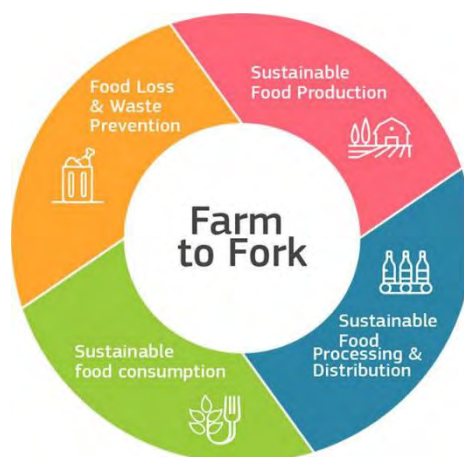 Food Loss
& Waste
Prevention
Sustainable
Food Production
Farm
to Fork
Sustainable
Food
Processing &
Distribution
Sustainable
food consumption